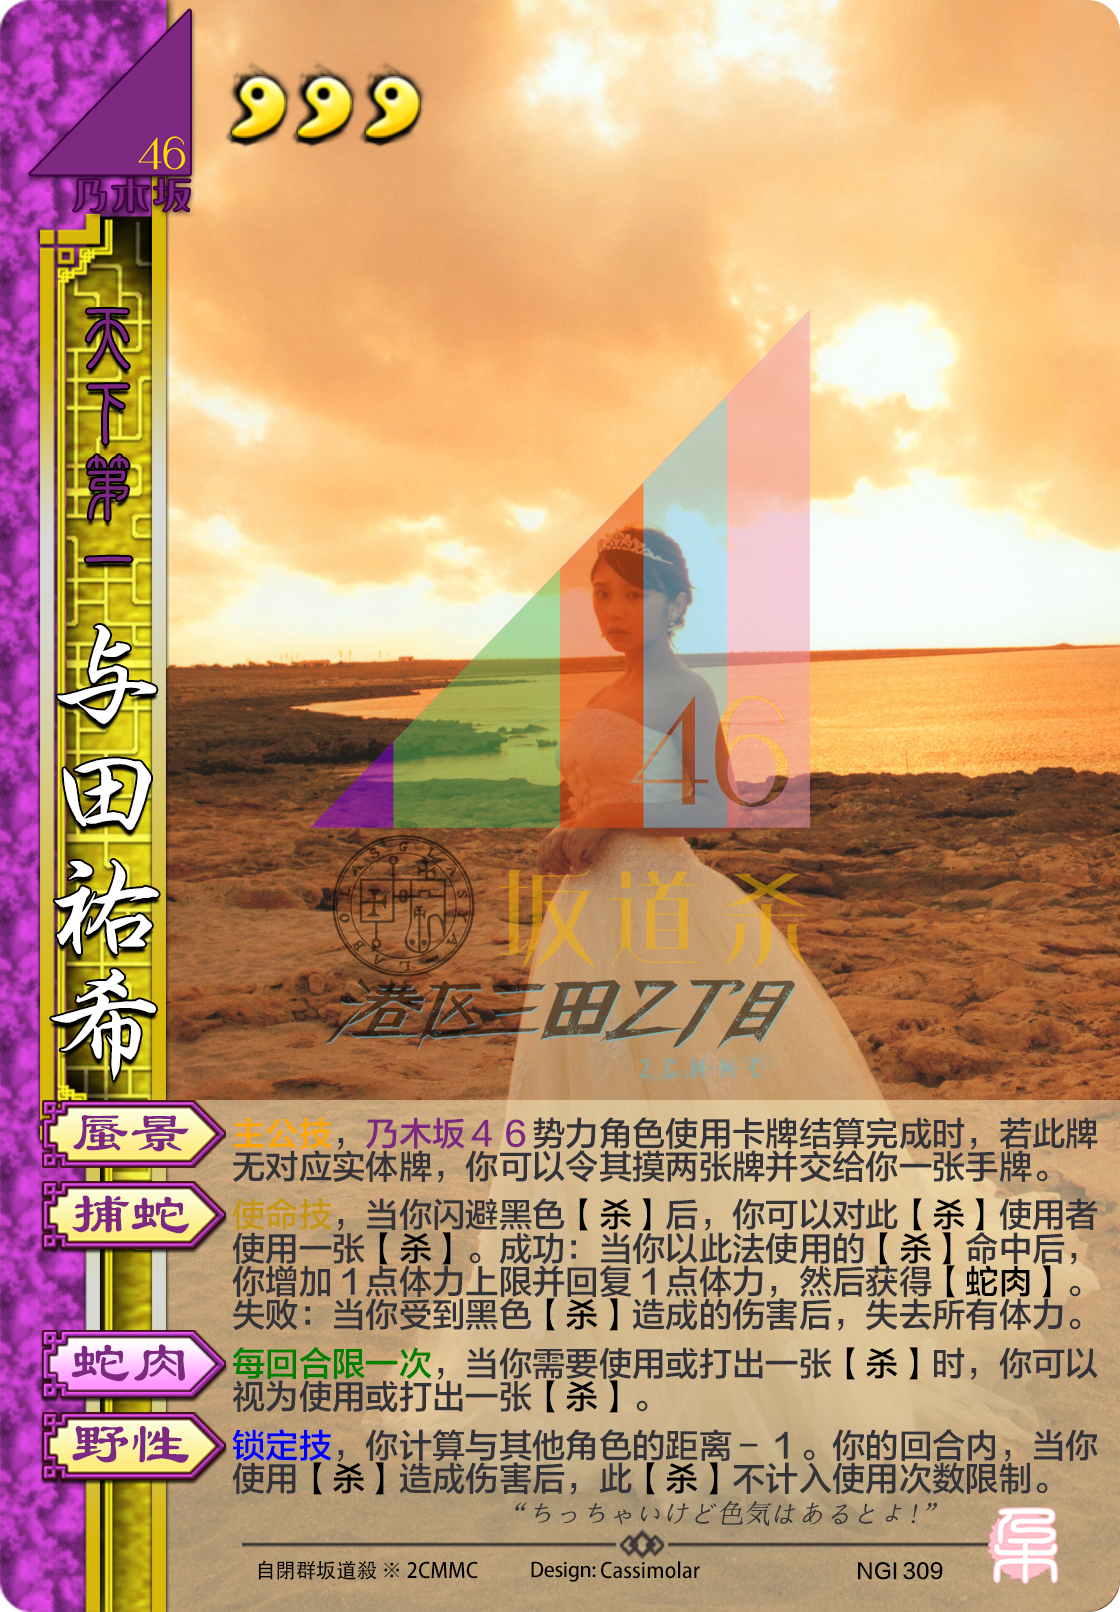 46
乃木坂
天下第一
与田祐希
46
坂道杀
港区三田2丁目
2CMMC
蜃景
主公技，乃木坂４６势力角色使用卡牌结算完成时，若此牌
无对应实体牌，你可以令其摸两张牌并交给你一张手牌。
捕蛇
使命技，当你闪避黑色【杀】后，你可以对此【杀】使用者
使用一张【杀】。成功：当你以此法使用的【杀】命中后，
你增加１点体力上限并回复１点体力，然后获得【蛇肉】。
失败：当你受到黑色【杀】造成的伤害后，失去所有体力。
蛇肉
每回合限一次，当你需要使用或打出一张【杀】时，你可以
视为使用或打出一张【杀】。
野性
锁定技，你计算与其他角色的距离－１。你的回合内，当你
使用【杀】造成伤害后，此【杀】不计入使用次数限制。
“ちっちゃいけど色気はあるとよ！”
自閉群坂道殺 ※ 2CMMC Design: Cassimolar NGI 309